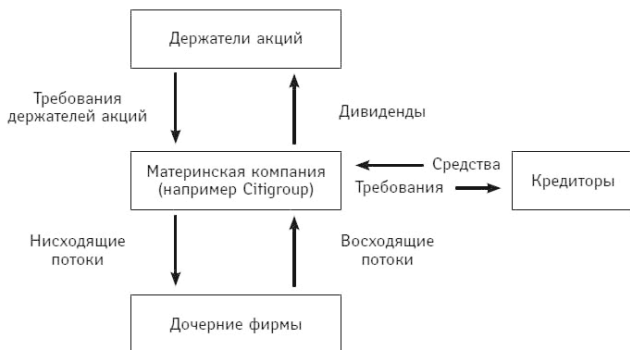 Держатели акций
Требования
держателей акций
Дивиденды
Материнская компания
(например Citigroup)
Средства
Требования
Кредиторы
Нисходящие
потоки
Восходящие
потоки
Дочерние фирмы